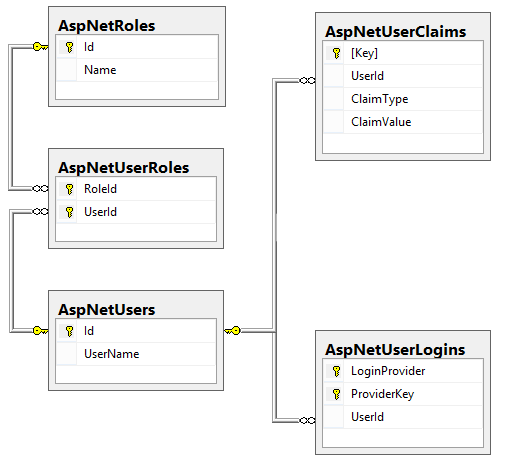 AspNetRoles
Id
Name
AspNetUserRoles
RoleId
UserId
AspNetUsers
Id
UserName
AspNetUserClaims
[Key]
UserId
ClaimType
ClaimValue
AspNetUserLogins
LoginProvider
ProviderKey
UserId